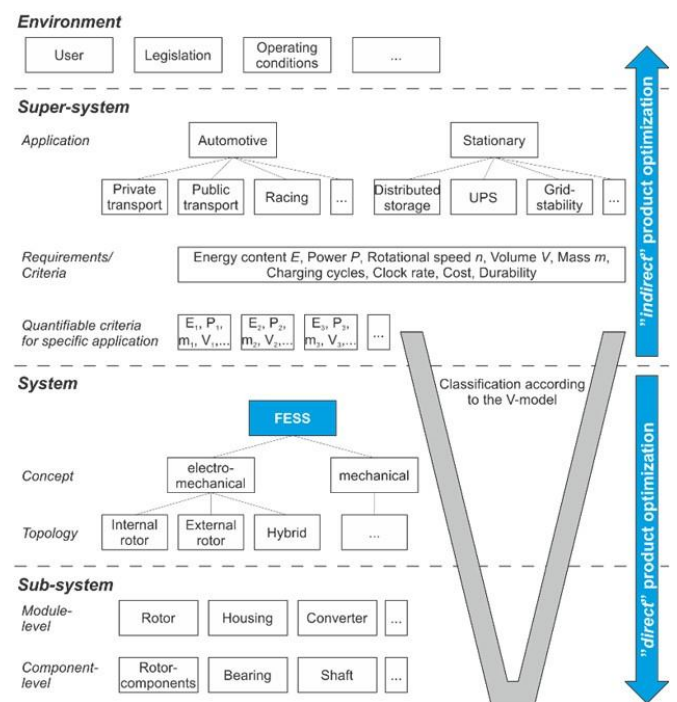 Environment
User
Legislation
Operating
conditions
...
Super-system
Application
Automotive
Stationary
Private
transport
Public
transport
Racing
...
Distributed
storage
UPS
Grid-
stability
...
Requirements/
Criteria
Energy content E, Power P, Rotational speed n, Volume V, Mass m,
Charging cycles, Clock rate, Cost, Durability
Quantifiable criteria
for specific application
E₁, P₁,
m₁, V₁,...
E₂, P₂,
m₂, V₂,...
E₃, P₃,
m₃, V₃,...
...
"indirect" product optimization
System
Classification according
to the V-model
FESS
Concept
electro-
mechanical
mechanical
Topology
Internal
rotor
External
rotor
Hybrid
...
Sub-system
Module-
level
Rotor
Housing
Converter
...
Component-
level
Rotor-
components
Bearing
Shaft
...
"direct" product optimization